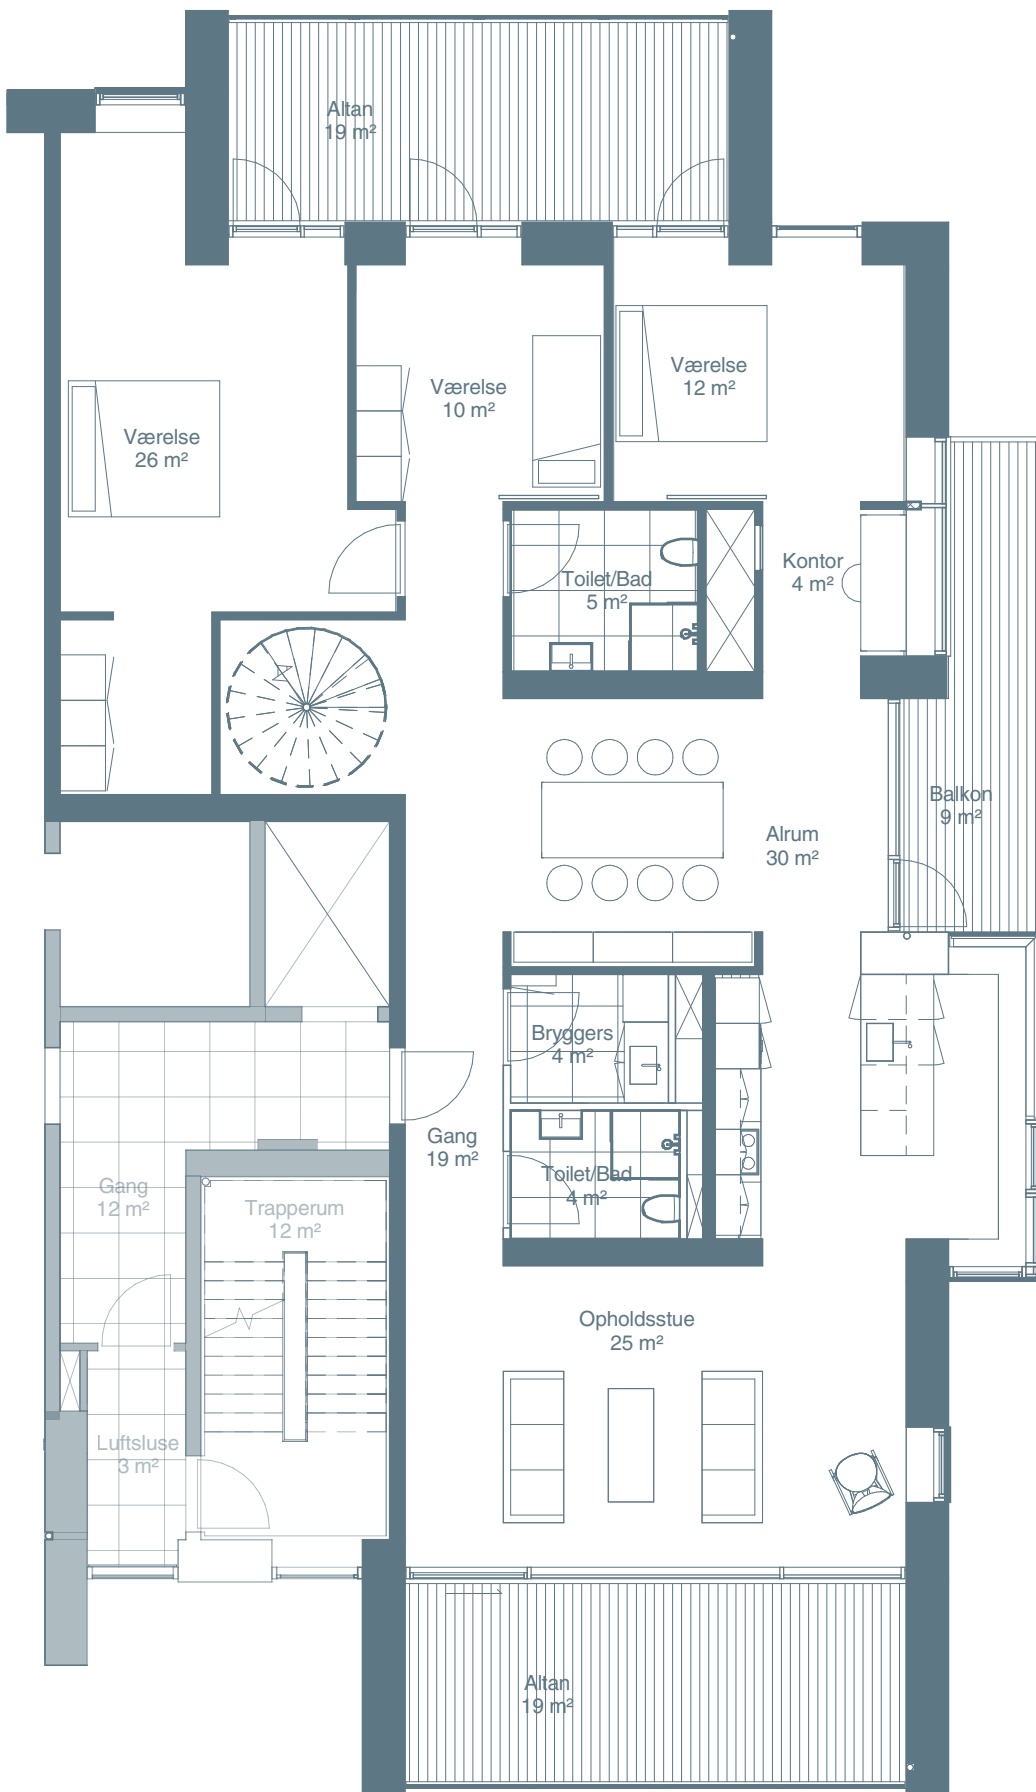 Altan
19 m²
Værelse
12 m²
Værelse
10 m²
Værelse
26 m²
Kontor
4 m²
Toilet/Bad
5 m²
Balkon
9 m²
Alrum
30 m²
Bryggers
4 m²
Gang
19 m²
Toilet/Bad
4 m²
Gang
12 m²
Trapperum
12 m²
Opholdsstue
25 m²
Luftsluse
3 m²
Altan
19 m²